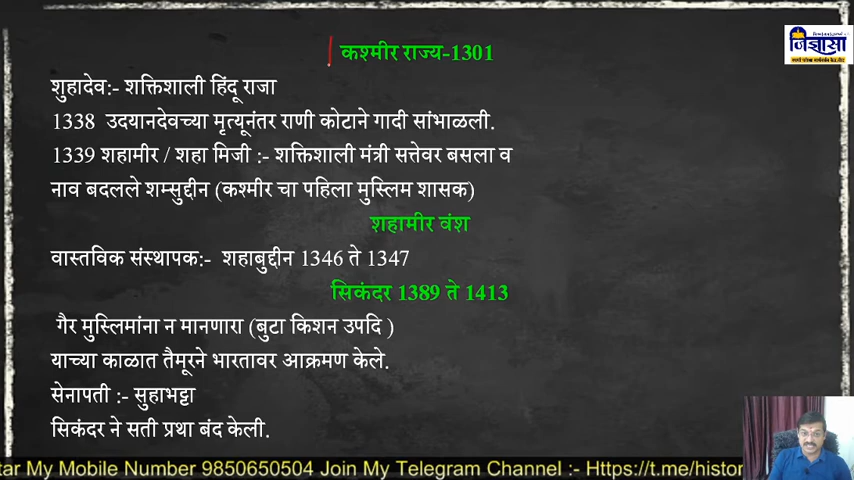 कश्मीर राज्य-1301
जिज्ञासा
शुहादेव:- शक्तिशाली हिंदू राजा
1338 उदयानदेवच्या मृत्यूनंतर राणी कोटाने गादी सांभाळली.
1339 शहामीर / शहा मिजी :- शक्तिशाली मंत्री सत्तेवर बसला व
नाव बदलले शम्सुद्दीन (कश्मीर चा पहिला मुस्लिम शासक)
शहामीर वंश
वास्तविक संस्थापक:- शहाबुद्दीन 1346 ते 1347
सिकंदर 1389 ते 1413
गैर मुस्लिमांना न मानणारा (बुटा किशन उपदि )
याच्या काळात तैमूरने भारतावर आक्रमण केले.
सेनापती :- सुहाभट्टा
सिकंदर ने सती प्रथा बंद केली.
tar My Mobile Number 9850650504 Join My Telegram Channel :- Https://t.me/histor